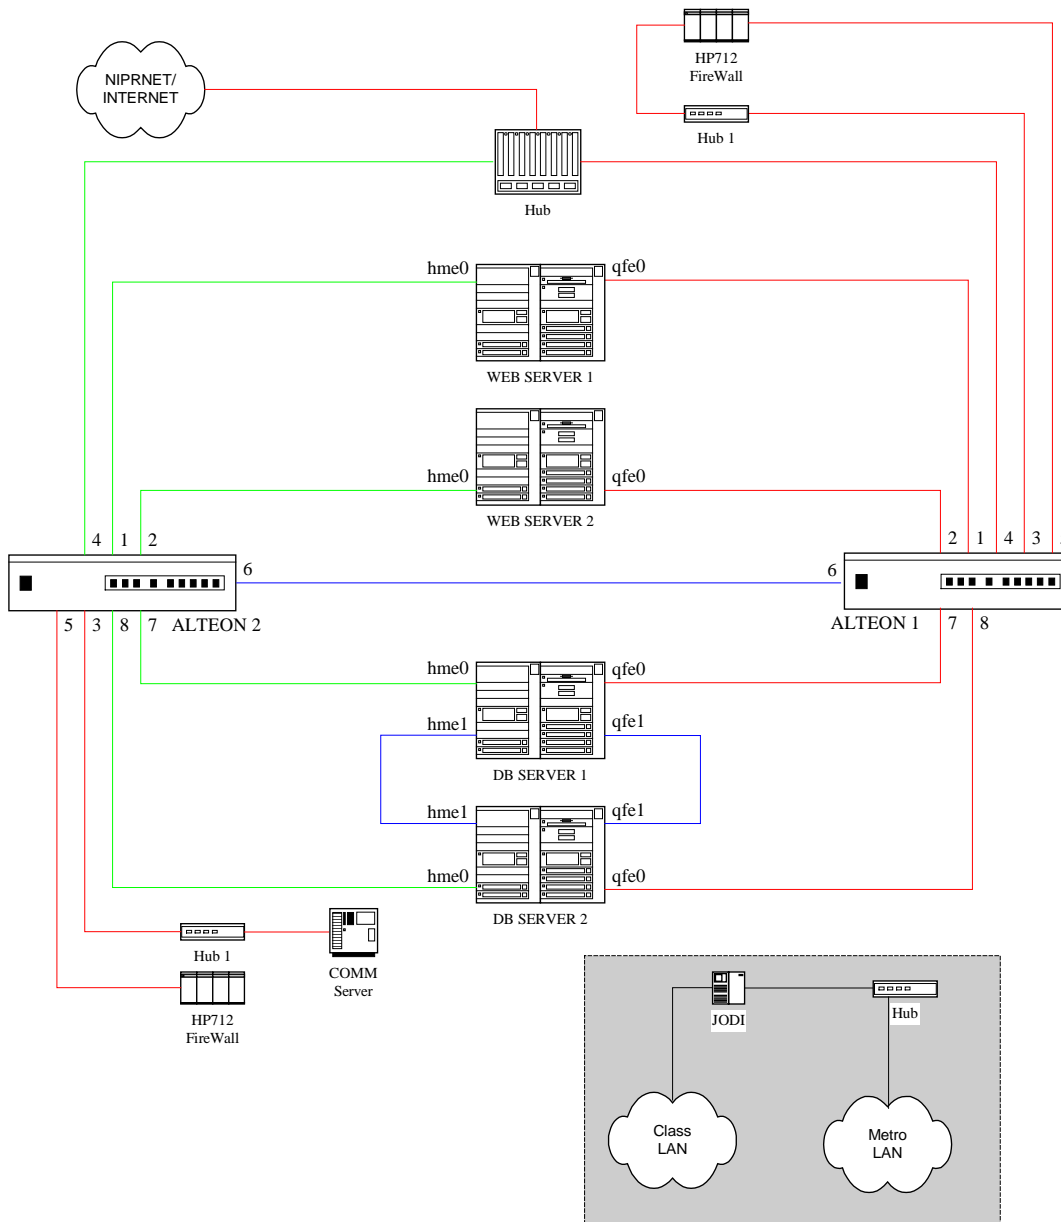 HP712
FireWall
NIPRNET/
INTERNET
Hub 1
Hub
hme0
qfe0
WEB SERVER 1
hme0
qfe0
WEB SERVER 2
4 1 2
2 1 4 3
6
6
5 3 8 7
ALTEON 2
ALTEON 1
7 8
hme0
qfe0
hme1
qfe1
DB SERVER 1
hme1
qfe1
hme0
qfe0
DB SERVER 2
Hub 1
COMM
Server
HP712
FireWall
JODI
Hub
Class
LAN
Metro
LAN